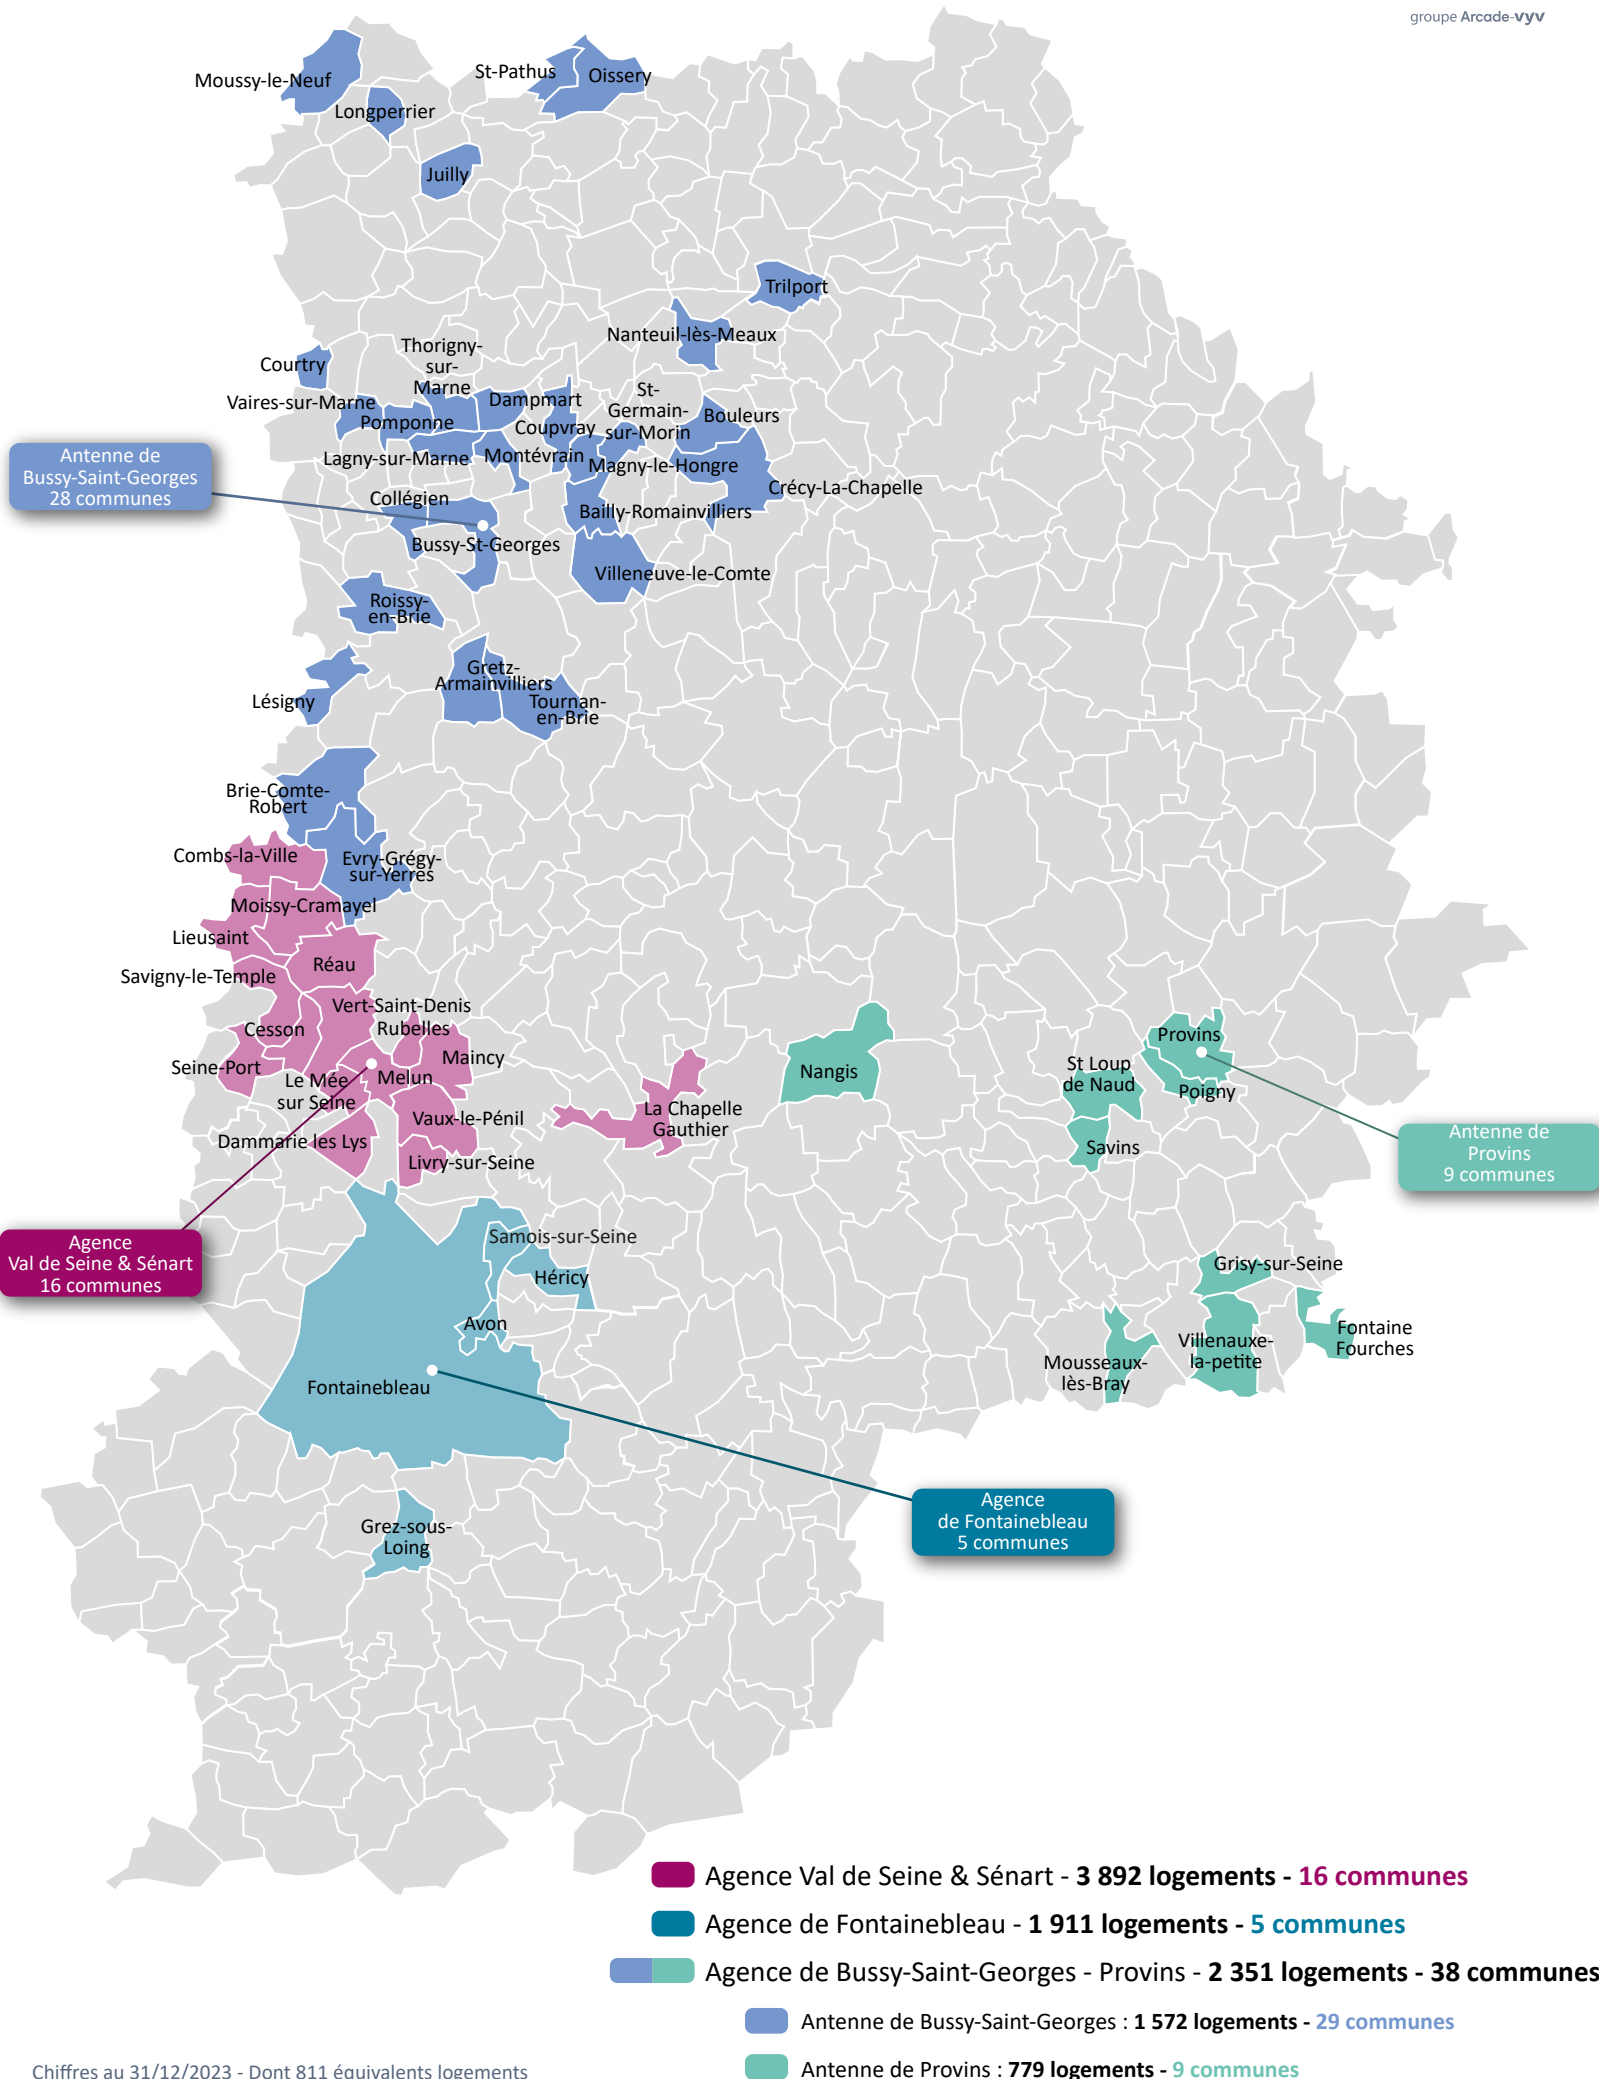 groupe Arcade-vyv
Moussy-le-Neuf
St-Pathus
Oissery
Longperrier
Juilly
Trilport
Nanteuil-lès-Meaux
Courtry
Thorigny-
sur-
Marne
Vaires-sur-Marne
Pomponne
Dampmart
Coupvray
St-
Germain-
sur-Morin
Bouleurs
Lagny-sur-Marne
Montévrain
Magny-le-Hongre
Crécy-La-Chapelle
Antenne de
Bussy-Saint-Georges
28 communes
Collégien
Bailly-Romainvilliers
Bussy-St-Georges
Villeneuve-le-Comte
Roissy-
en-Brie
Gretz-
Armainvilliers
Tournan-
en-Brie
Lésigny
Brie-Comte-
Robert
Combs-la-Ville
Evry-Grégy-
sur-Yerres
Moissy-Cramayel
Lieusaint
Réau
Savigny-le-Temple
Vert-Saint-Denis
Cesson
Rubelles
Maincy
Seine-Port
Le Mée
sur Seine
Melun
Vaux-le-Pénil
Dammarie les Lys
Livry-sur-Seine
La Chapelle
Gauthier
Nangis
Provins
St Loup
de Naud
Poigny
Savins
Antenne de
Provins
9 communes
Agence
Val de Seine & Sénart
16 communes
Samois-sur-Seine
Héricy
Avon
Fontainebleau
Grisy-sur-Seine
Fontaine
Fourches
Villenauxe-
la-petite
Mousseaux-
lès-Bray
Agence
de Fontainebleau
5 communes
Grez-sous-
Loing
Agence Val de Seine & Sénart - 3 892 logements - 16 communes
Agence de Fontainebleau - 1 911 logements - 5 communes
Agence de Bussy-Saint-Georges - Provins - 2 351 logements - 38 communes
Antenne de Bussy-Saint-Georges : 1 572 logements - 29 communes
Antenne de Provins : 779 logements - 9 communes
Chiffres au 31/12/2023 - Dont 811 équivalents logements